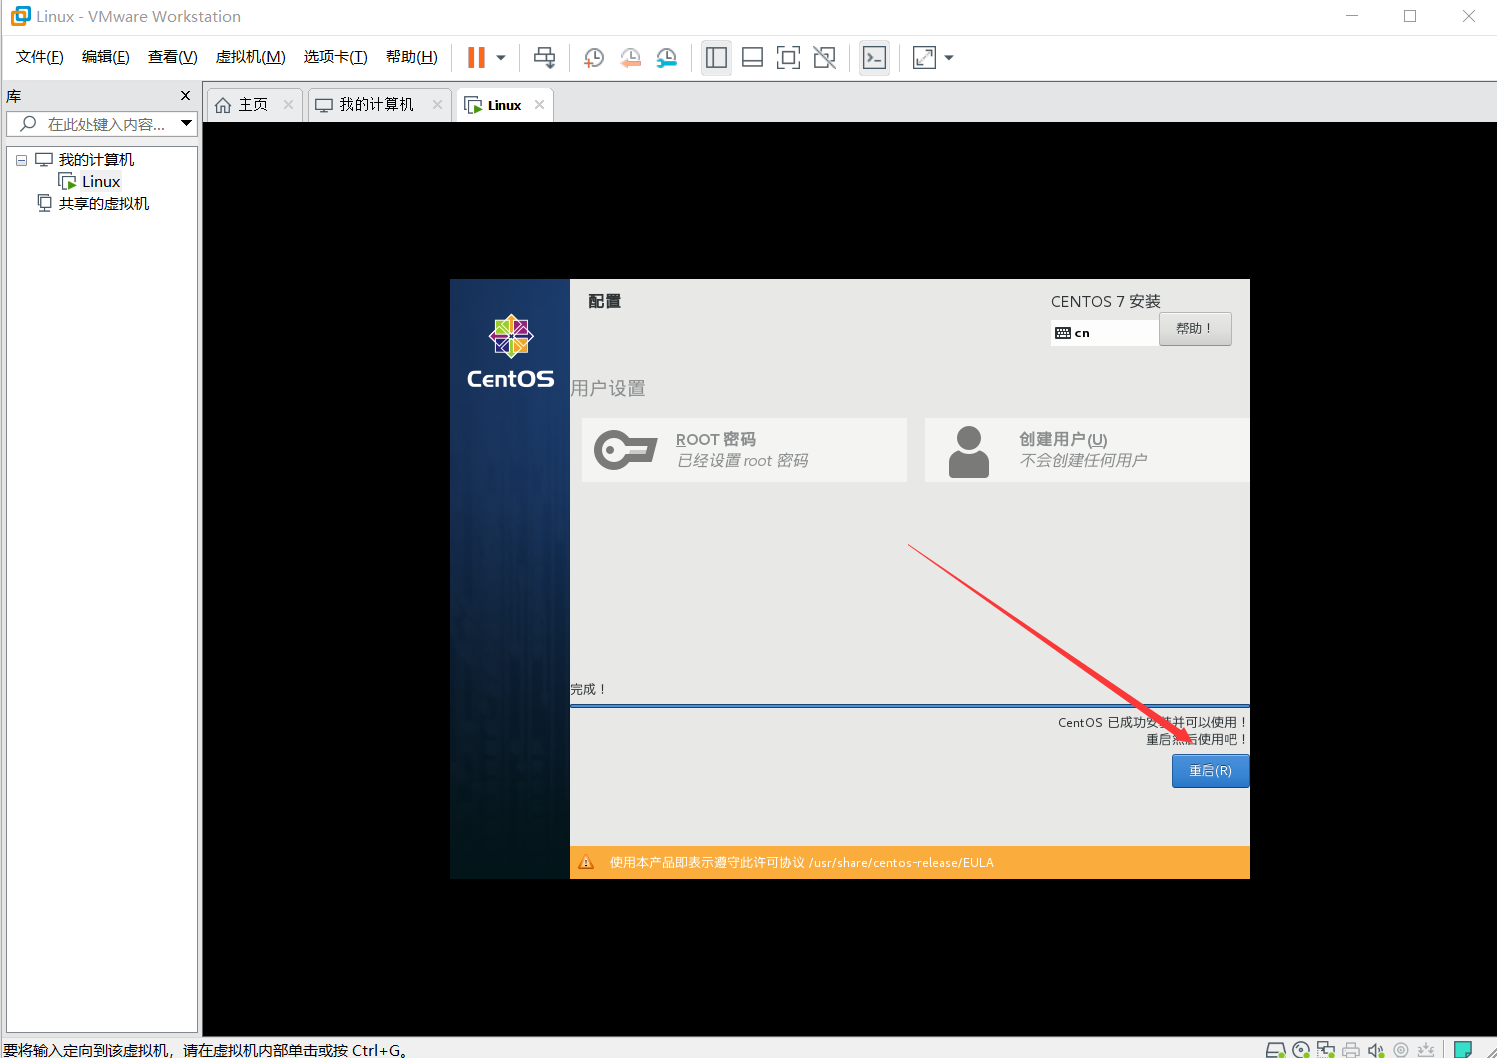 Linux - VMware Workstation
文件(F) 编辑(E) 查看(V) 虚拟机(M) 选项卡(T) 帮助(H)
库
主页 我的计算机 Linux
在此处键入内容...
我的计算机
Linux
共享的虚拟机
CentOS
配置
CENTOS 7 安装
cn
帮助！
用户设置
ROOT 密码
已经设置 root 密码
创建用户(U)
不会创建任何用户
完成！
CentOS 已成功安装并可以使用！
重启然后使用吧！
重启(R)
使用本产品即表示遵守此许可协议 /usr/share/centos-release/EULA
要将输入定向到该虚拟机，请在虚拟机内部单击或按 Ctrl+G。